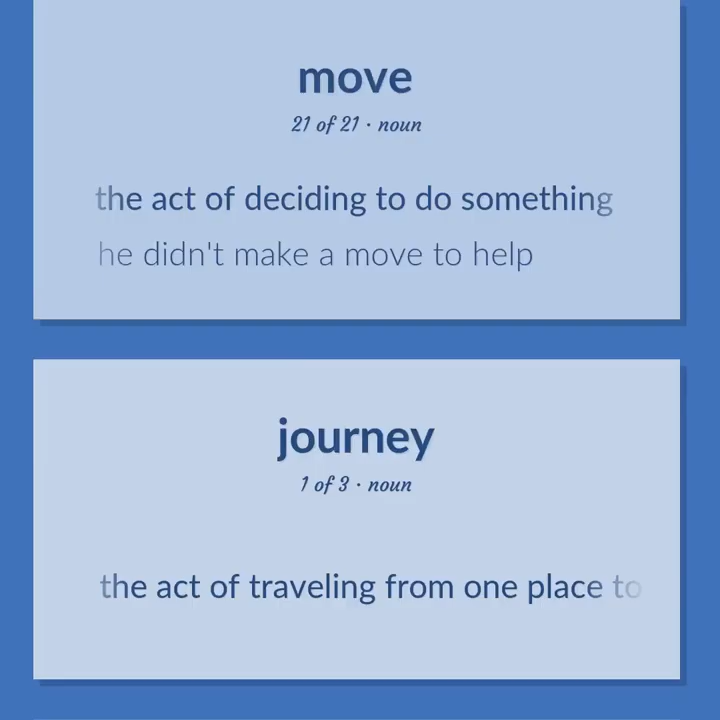 move
21 of 21 · noun
the act of deciding to do something
he didn't make a move to help
journey
1 of 3 · noun
the act of traveling from one place to